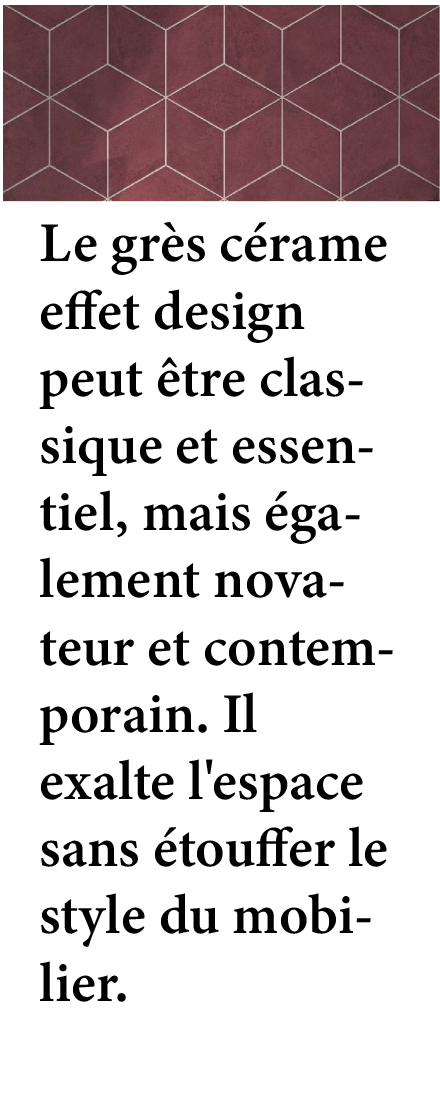 Le grès cérame
effet design
peut être clas-
sique et essen-
tiel, mais éga-
lement nova-
teur et contem-
porain. Il
exalte l'espace
sans étouffer le
style du mobi-
lier.